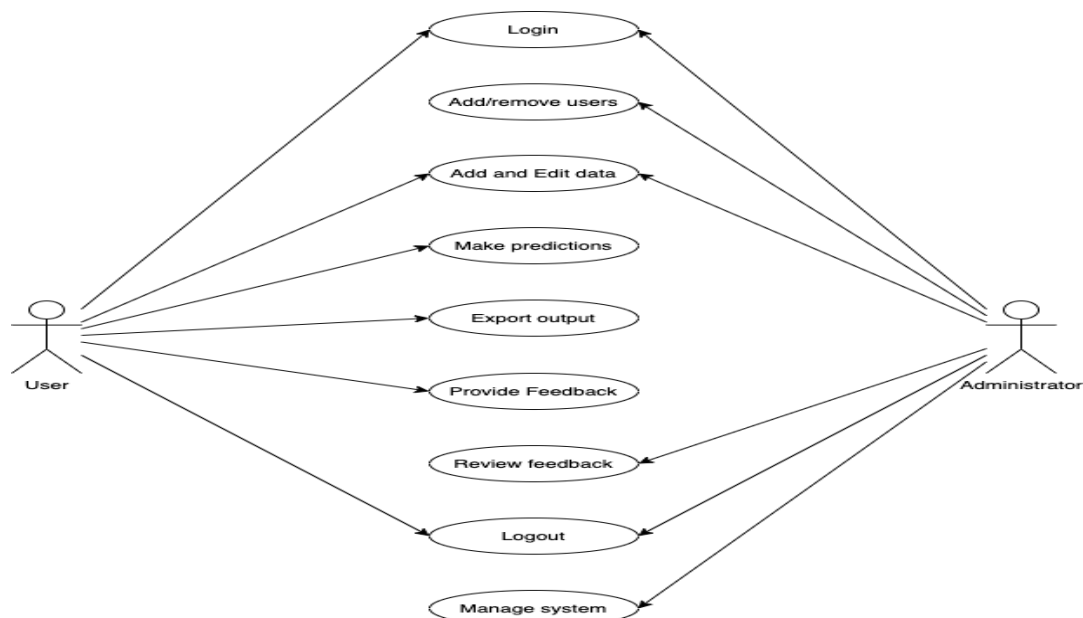 Login
Add/remove users
Add and Edit data
Make predictions
Export output
User
Administrator
Provide Feedback
Review feedback
Logout
Manage system